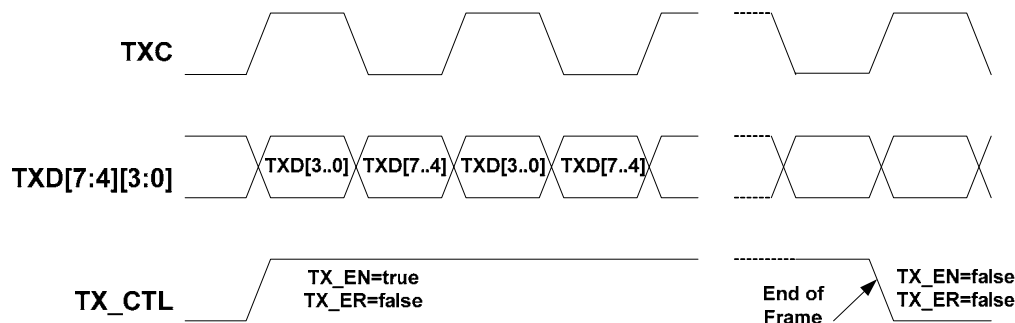 TXC
TXD[7:4][3:0]
TXD[3..0] TXD[7..4] TXD[3..0] TXD[7..4]
TX_CTL
TX_EN=true
TX_ER=false
End of
Frame
TX_EN=false
TX_ER=false